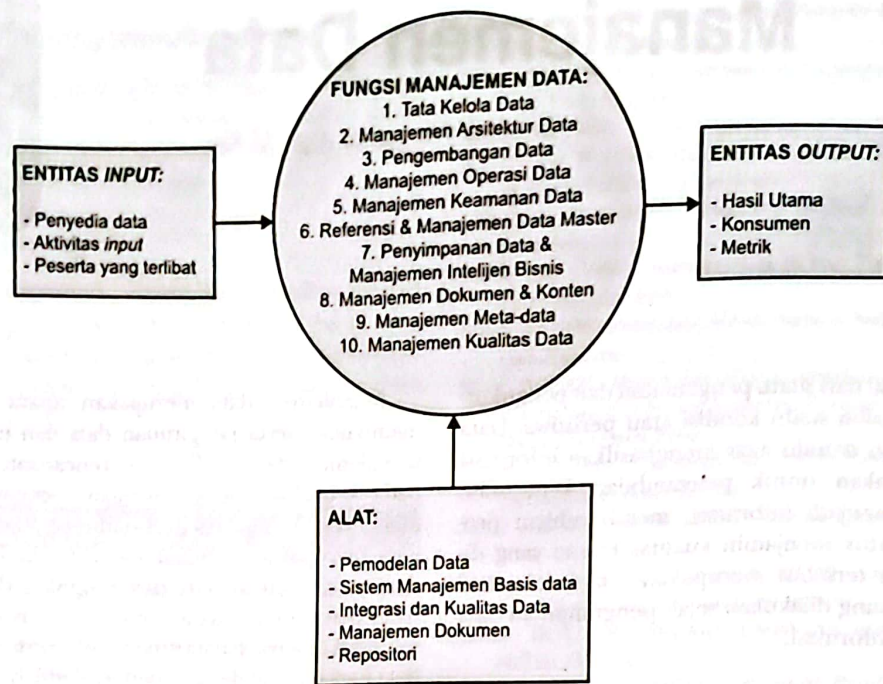 FUNGSI MANAJEMEN DATA:
1. Tata Kelola Data
2. Manajemen Arsitektur Data
3. Pengembangan Data
4. Manajemen Operasi Data
5. Manajemen Keamanan Data
6. Referensi & Manajemen Data Master
7. Penyimpanan Data &
Manajemen Intelijen Bisnis
8. Manajemen Dokumen & Konten
9. Manajemen Meta-data
10. Manajemen Kualitas Data
ENTITAS INPUT:
- Penyedia data
- Aktivitas input
- Peserta yang terlibat
ENTITAS OUTPUT:
- Hasil Utama
- Konsumen
- Metrik
ALAT:
- Pemodelan Data
- Sistem Manajemen Basis data
- Integrasi dan Kualitas Data
- Manajemen Dokumen
- Repositori